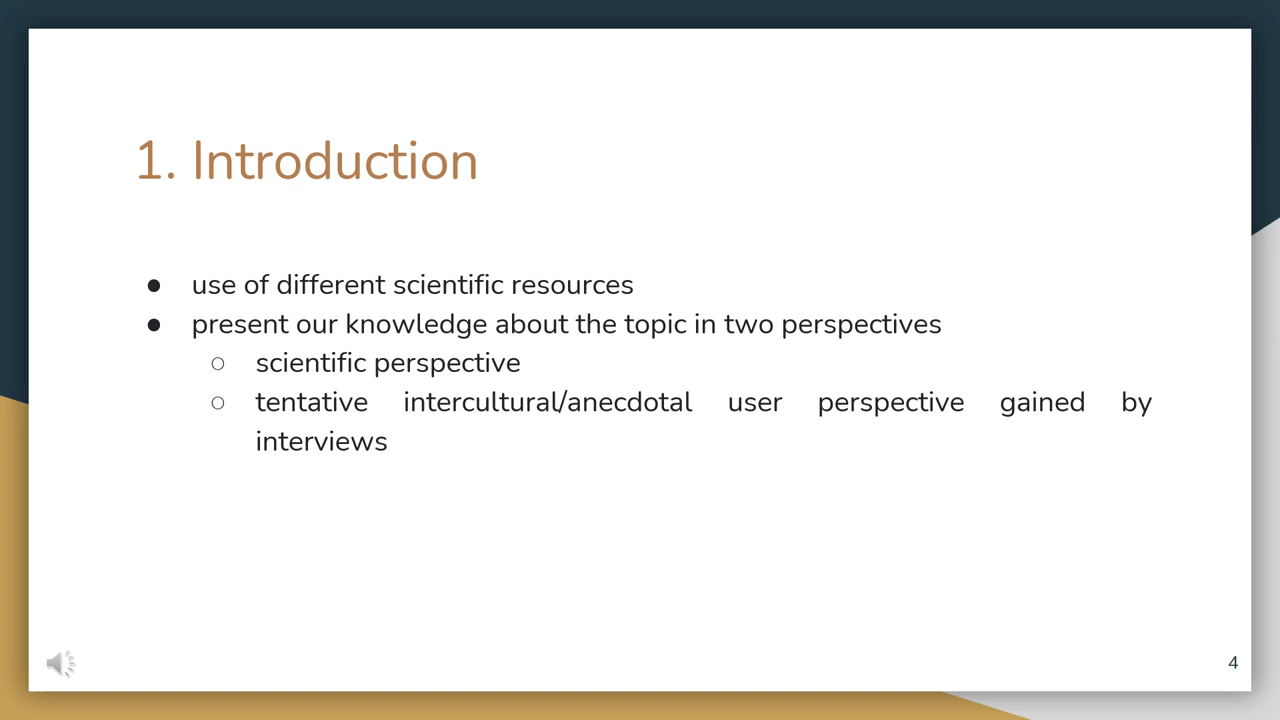 1. Introduction
● use of different scientific resources
● present our knowledge about the topic in two perspectives
○ scientific perspective
○ tentative intercultural/anecdotal user perspective gained by
interviews
4